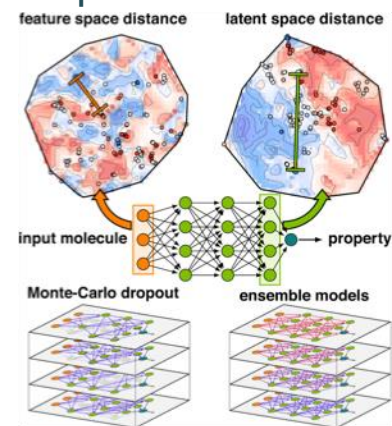 feature space distance
latent space distance
input molecule
property
Monte-Carlo dropout
ensemble models